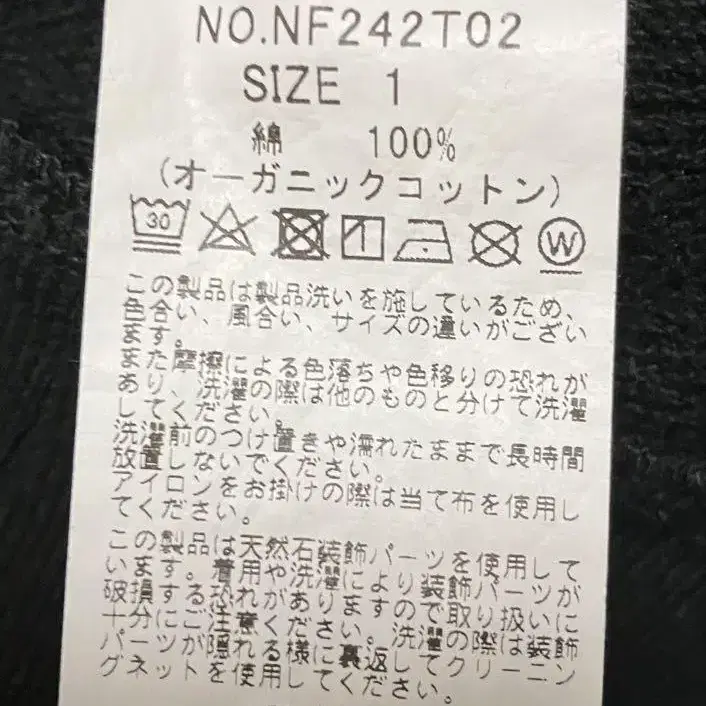 NO.NF242T02
SIZE 1
綿 100%
(オーガニックコットン)
30
W
この製品は製品洗いを施しているため、
色合い、風合い、サイズの違いがござい
ます。
また摩擦による色落ちや色移りの恐れが
あり、洗濯の際は他のものと分けて洗濯
してください。
洗濯前のつけ置きや濡れたままで長時間
放置しないでください。
アイロンをお掛けの際は当て布を使用し
てください。
この製品は天然石装飾パーツを使用して
います。着用や洗濯により装飾パーツが
破損する恐れがあります。で取り扱いに
十分にご注意ください。洗濯の際は装飾
パーツが隠れる様に裏返してクリーニン
グネットを使用してください。